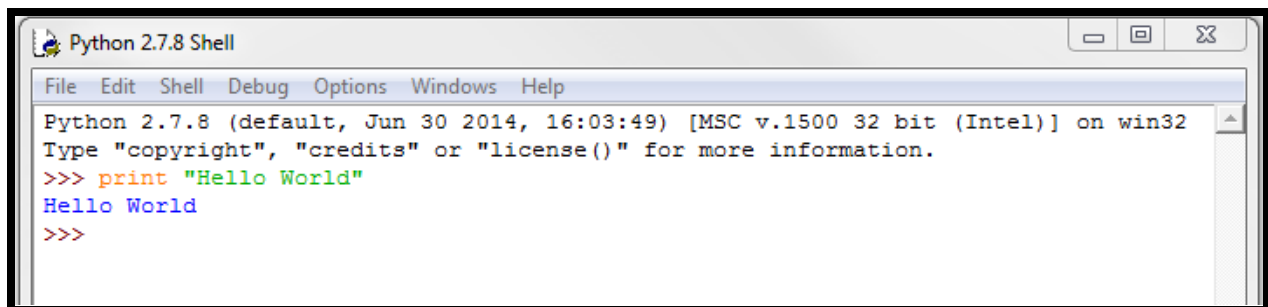 Python 2.7.8 Shell
File Edit Shell Debug Options Windows Help
Python 2.7.8 (default, Jun 30 2014, 16:03:49) [MSC v.1500 32 bit (Intel)] on win32
Type "copyright", "credits" or "license()" for more information.
>>> print "Hello World"
Hello World
>>>